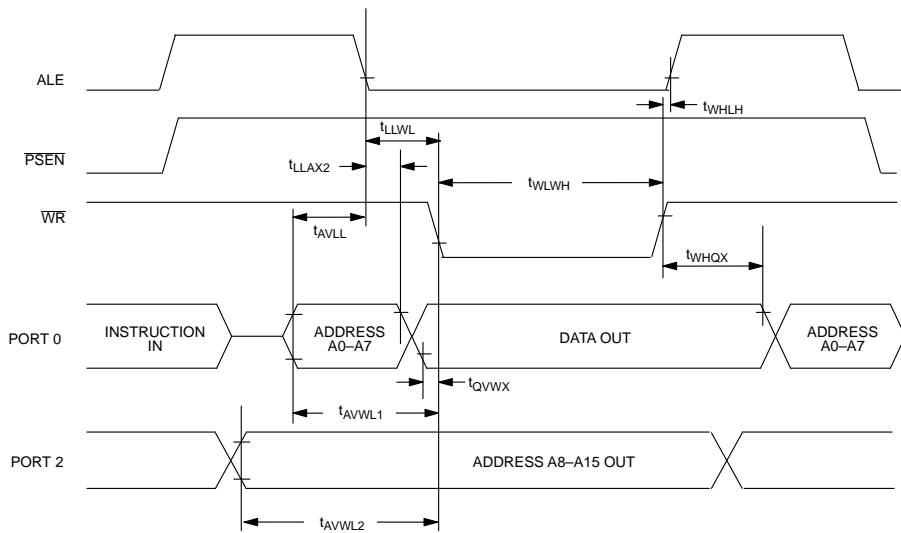 ALE
tWHLH
tLLWL
PSEN
tLLAX2
tWLWH
WR
tAVLL
tWHQX
PORT 0
INSTRUCTION
IN
ADDRESS
A0–A7
DATA OUT
ADDRESS
A0–A7
tQVWX
tAVWL1
PORT 2
ADDRESS A8–A15 OUT
tAVWL2